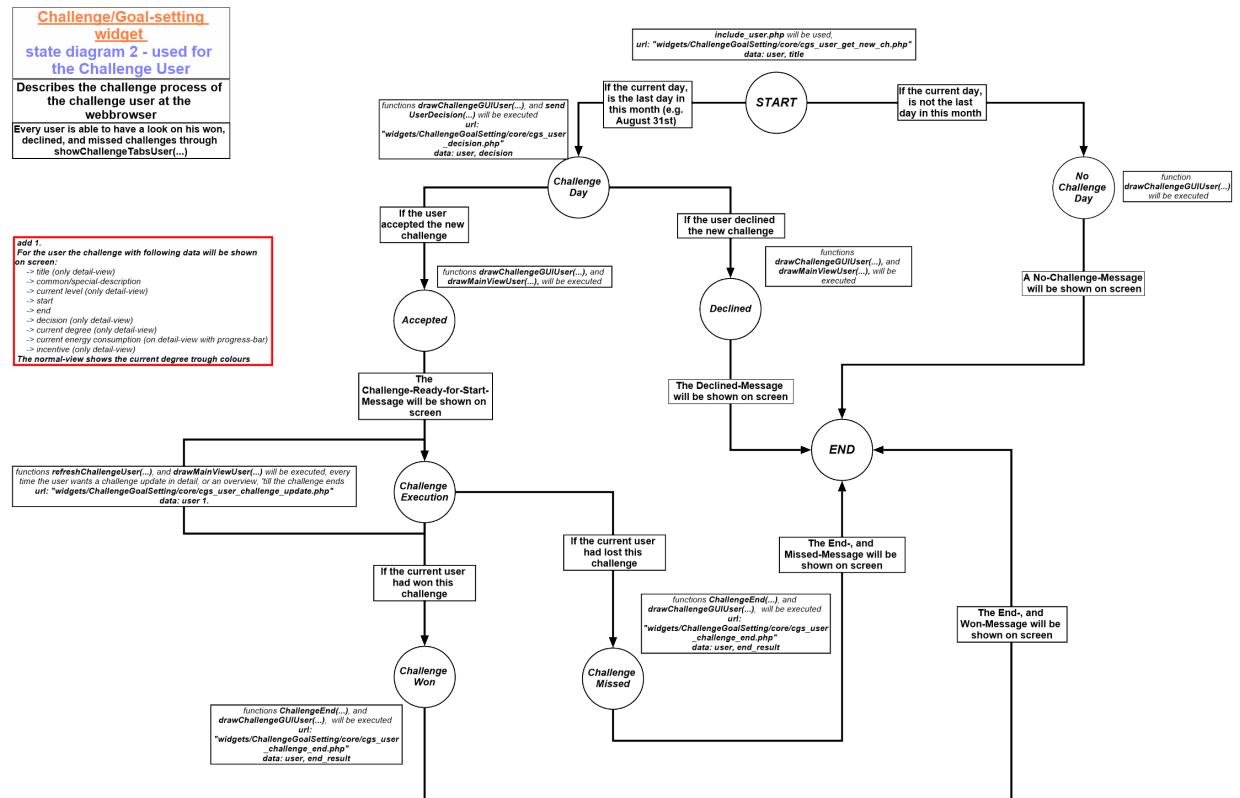 Challenge/Goal-setting
widget
state diagram 2 - used for
the Challenge User
Describes the challenge process of
the challenge user at the
webbrowser
Every user is able to have a look on his won,
declined, and missed challenges through
showChallengeTabsUser(...)
include_user.php will be used,
url: "widgets/ChallengeGoalSetting/core/cgs_user_get_new_ch.php"
data: user, title
If the current day,
is the last day in
this month (e.g.
August 31st)
START
If the current day,
is not the last
day in this month
functions drawChallengeGUIUser(...), and send
UserDecision(...) will be executed
url:
"widgets/ChallengeGoalSetting/core/cgs_user
_decision.php"
data: user, decision
Challenge
Day
No
Challenge
Day
function
drawChallengeGUIUser(...)
will be executed
If the user
accepted the new
challenge
If the user declined
the new challenge
functions
drawChallengeGUIUser(...), and
drawMainViewUser(...), will be
executed
functions drawChallengeGUIUser(...), and
drawMainViewUser(...), will be executed
add 1.
For the user the challenge with following data will be shown
on screen:
-> title (only detail-view)
-> common/special-description
-> current level (only detail-view)
-> start
-> end
-> decision (only detail-view)
-> current degree (only detail-view)
-> current energy consumption (on detail-view with progress-bar)
-> incentive (only detail-view)
The normal-view shows the current degree trough colours
A No-Challenge-Message
will be shown on screen
Accepted
Declined
The
Challenge-Ready-for-Start-
Message will be shown on
screen
The Declined-Message
will be shown on screen
END
functions refreshChallengeUser(...), and drawMainViewUser(...) will be executed, every
time the user wants a challenge update in detail, or an overview, 'till the challenge ends
url: "widgets/ChallengeGoalSetting/core/cgs_user_challenge_update.php"
data: user 1.
Challenge
Execution
If the current user
had lost this
challenge
The End-, and
Missed-Message will be
shown on screen
If the current user
had won this
challenge
functions ChallengeEnd(...), and
drawChallengeGUIUser(...), will be executed
url:
"widgets/ChallengeGoalSetting/core/cgs_user
_challenge_end.php"
data: user, end_result
The End-, and
Won-Message will be
shown on screen
Challenge
Won
Challenge
Missed
functions ChallengeEnd(...), and
drawChallengeGUIUser(...), will be executed
url:
"widgets/ChallengeGoalSetting/core/cgs_user
_challenge_end.php"
data: user, end_result